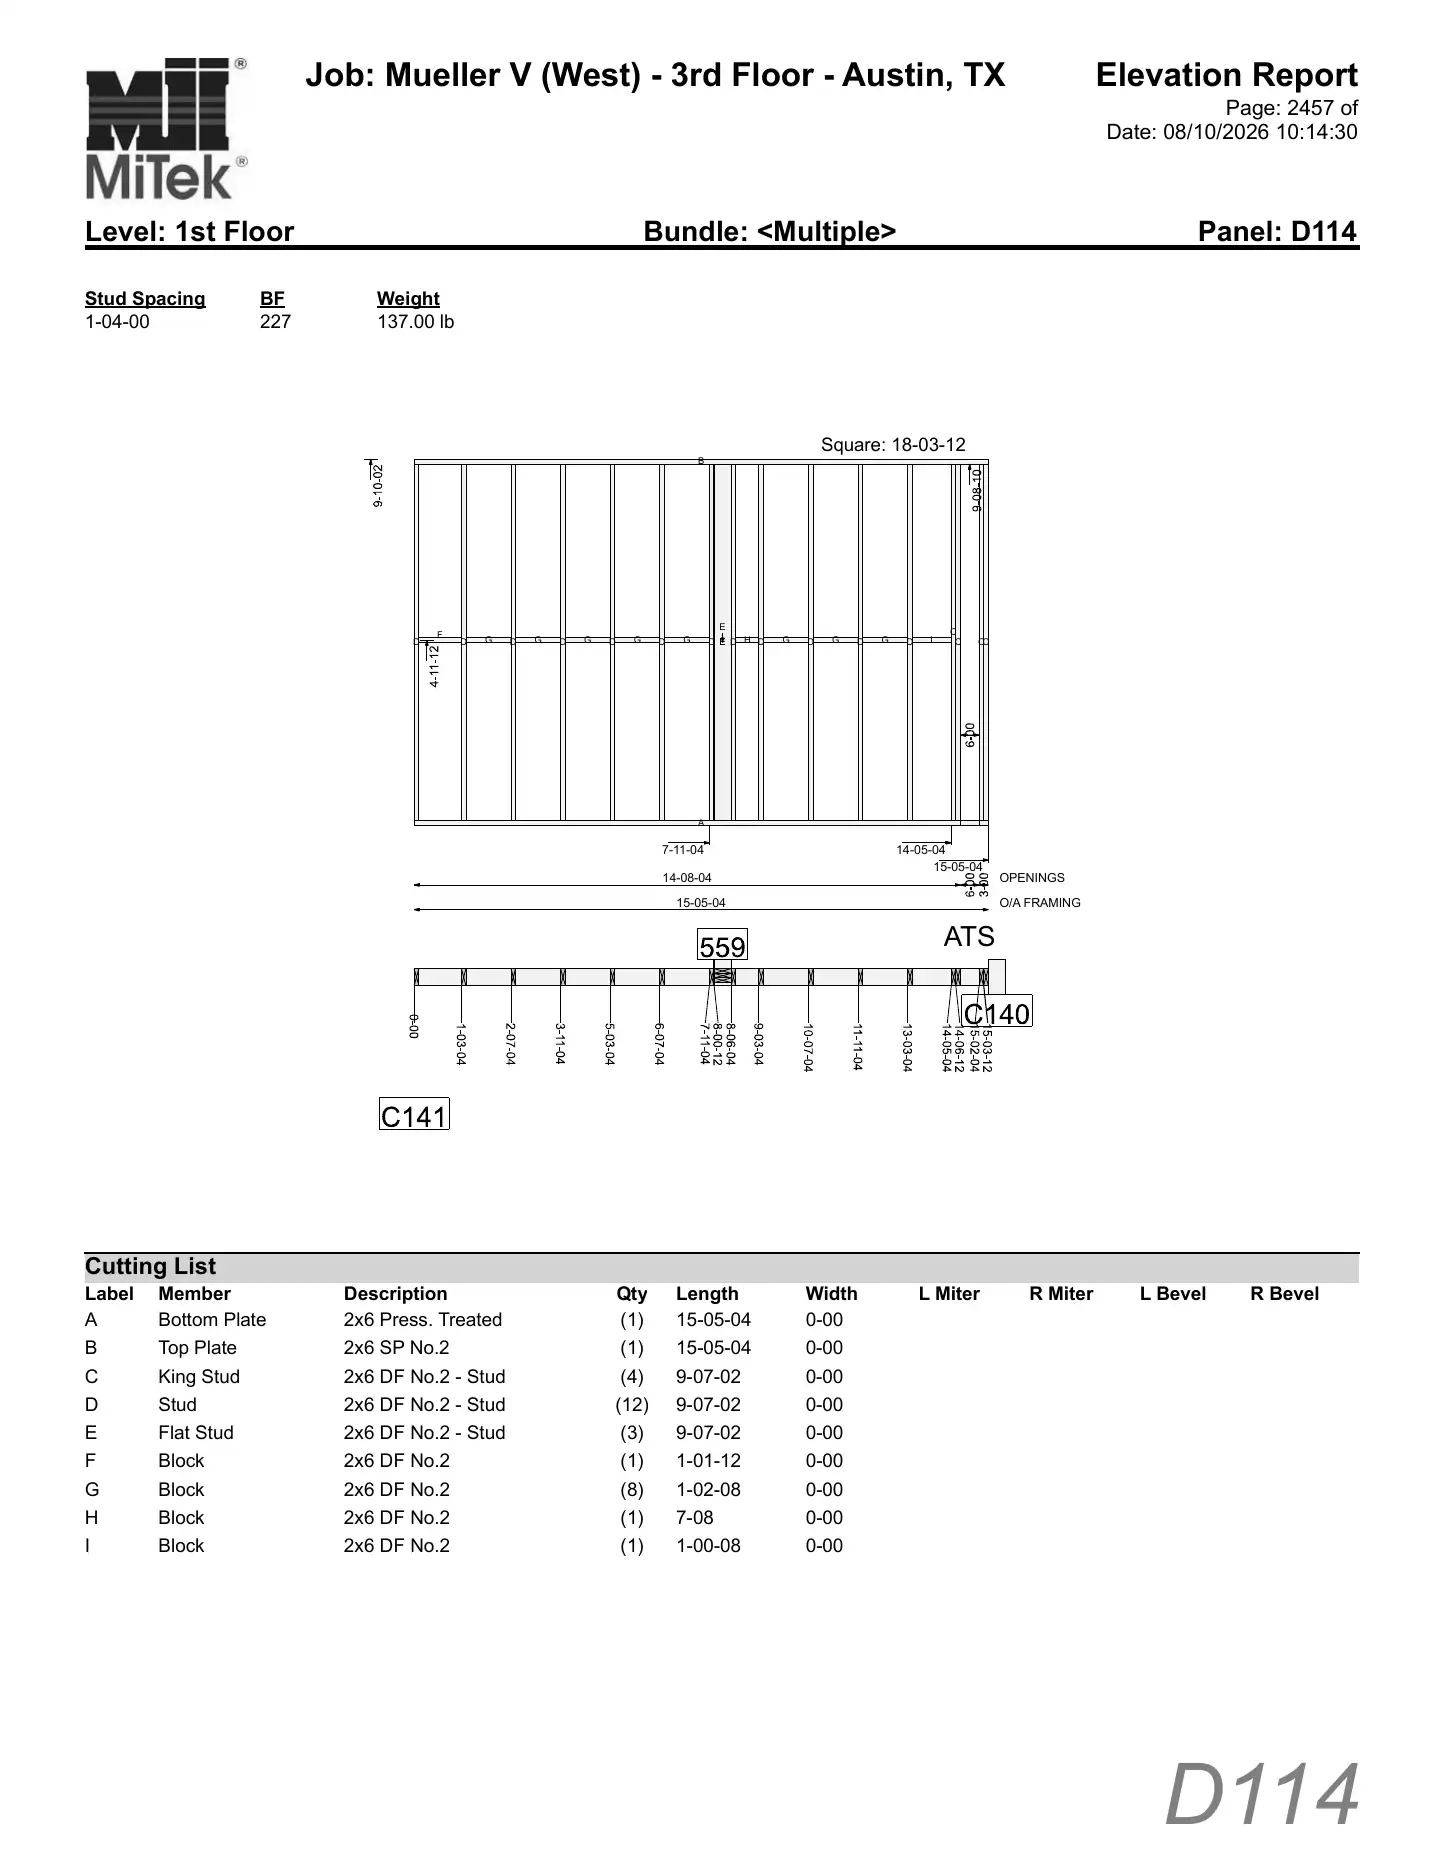 Job: Mueller V (West) - 3rd Floor - Austin, TX
Elevation Report
Page: 2457 of
Date: 08/10/2026 10:14:30
MiTek®
Level: 1st Floor Bundle: <Multiple> Panel: D114
Stud Spacing BF Weight
1-04-00 227 137.00 lb
Square: 18-03-12
B
9-10-02
9-08-10
E
F G G G G G E H G G G I C
4-11-12
6-00
A
7-11-04 14-05-04
15-05-04
14-08-04 6-00 3-00 OPENINGS
15-05-04 O/A FRAMING
559 ATS
C140
0-00 1-03-04 2-07-04 3-11-04 5-03-04 6-07-04 7-11-04 8-00-12 8-06-04 9-03-04 10-07-04 11-11-04 13-03-04 14-05-04 14-06-12 15-02-04 15-03-12
C141
Cutting List
Label Member Description Qty Length Width L Miter R Miter L Bevel R Bevel
A Bottom Plate 2x6 Press. Treated (1) 15-05-04 0-00
B Top Plate 2x6 SP No.2 (1) 15-05-04 0-00
C King Stud 2x6 DF No.2 - Stud (4) 9-07-02 0-00
D Stud 2x6 DF No.2 - Stud (12) 9-07-02 0-00
E Flat Stud 2x6 DF No.2 - Stud (3) 9-07-02 0-00
F Block 2x6 DF No.2 (1) 1-01-12 0-00
G Block 2x6 DF No.2 (8) 1-02-08 0-00
H Block 2x6 DF No.2 (1) 7-08 0-00
I Block 2x6 DF No.2 (1) 1-00-08 0-00
D114